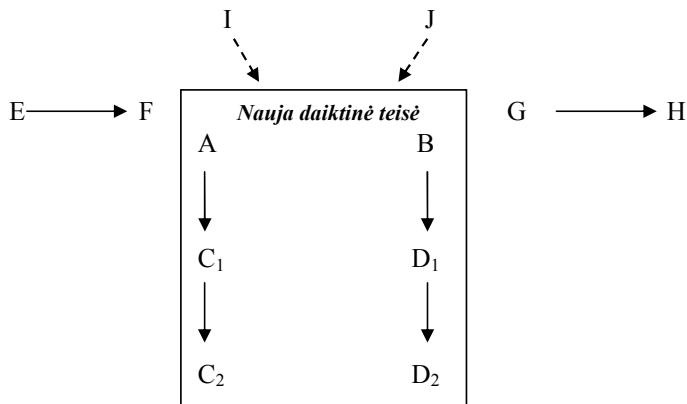 I J
E F Nauja daiktinė teisė G H
A B
C₁ D₁
C₂ D₂